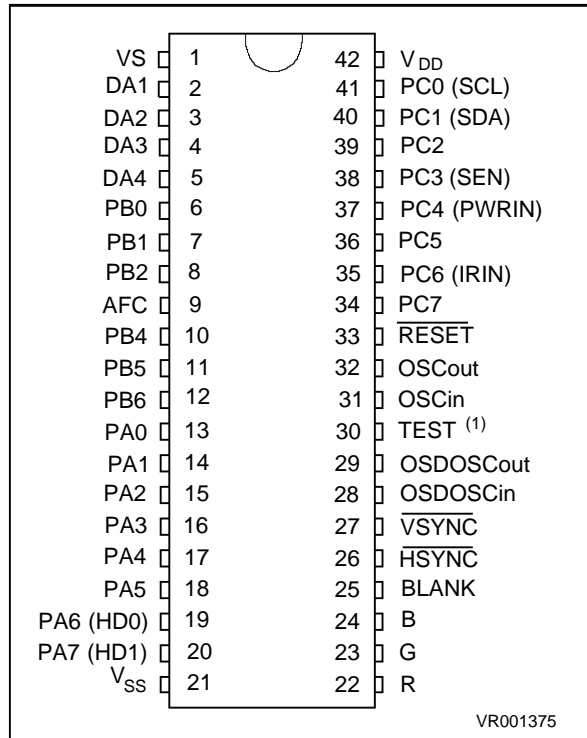 VS 1 42 V DD
DA1 2 41 PC0 (SCL)
DA2 3 40 PC1 (SDA)
DA3 4 39 PC2
DA4 5 38 PC3 (SEN)
PB0 6 37 PC4 (PWRIN)
PB1 7 36 PC5
PB2 8 35 PC6 (IRIN)
AFC 9 34 PC7
PB4 10 33 RESET
PB5 11 32 OSCout
PB6 12 31 OSCin
PA0 13 30 TEST (1)
PA1 14 29 OSDOSCout
PA2 15 28 OSDOSCin
PA3 16 27 VSYNC
PA4 17 26 HSYNC
PA5 18 25 BLANK
PA6 (HD0) 19 24 B
PA7 (HD1) 20 23 G
VSS 21 22 R
VR001375